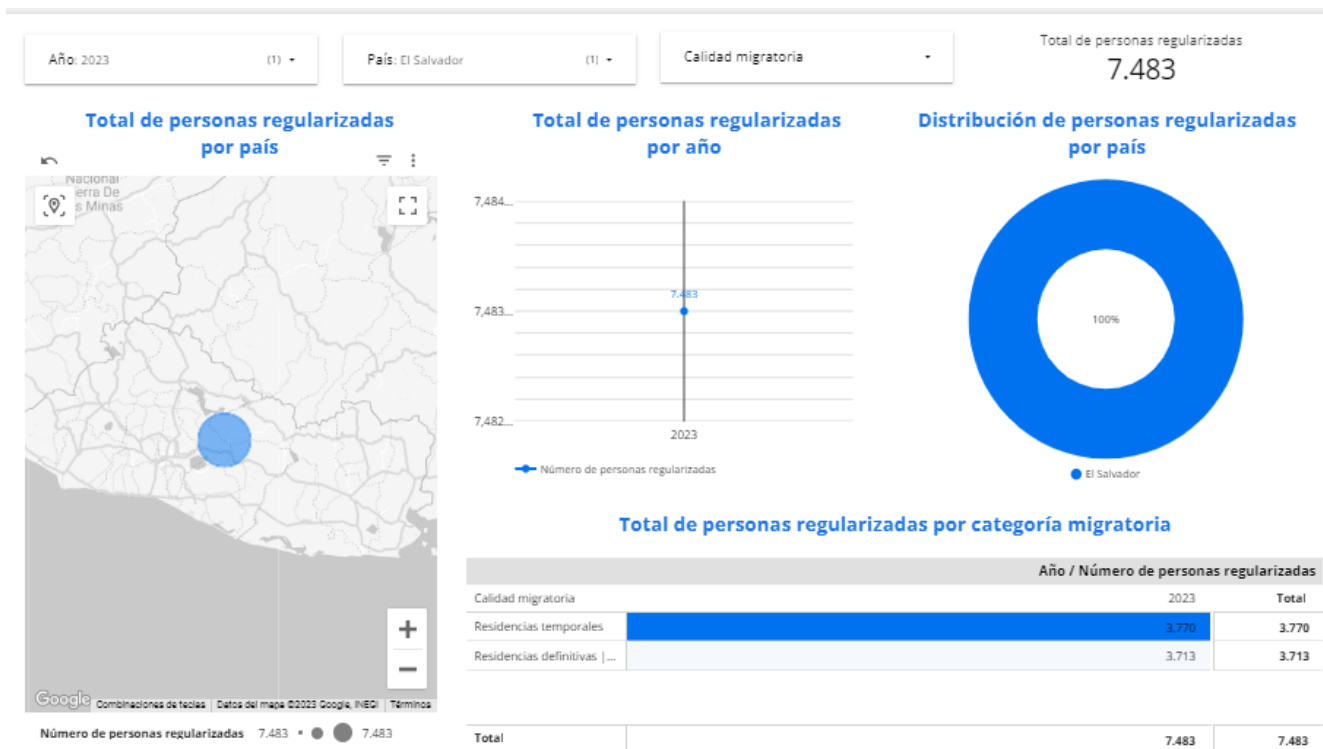 Año: 2023 (1)
País: El Salvador (1)
Calidad migratoria
Total de personas regularizadas
7.483
Total de personas regularizadas
por país
Nacional
erra De
s Minas
Google
Combinaciones de teclas
Datos del mapa ©2023 Google, INEGI
Términos
Número de personas regularizadas 7.483 7.483
Total de personas regularizadas
por año
7,484...
7,483...
7,482...
7.483
2023
Número de personas regularizadas
Distribución de personas regularizadas
por país
100%
El Salvador
Total de personas regularizadas por categoría migratoria
Año / Número de personas regularizadas
Calidad migratoria 2023 Total
Residencias temporales 3.770 3.770
Residencias definitivas |... 3.713 3.713
Total 7.483 7.483